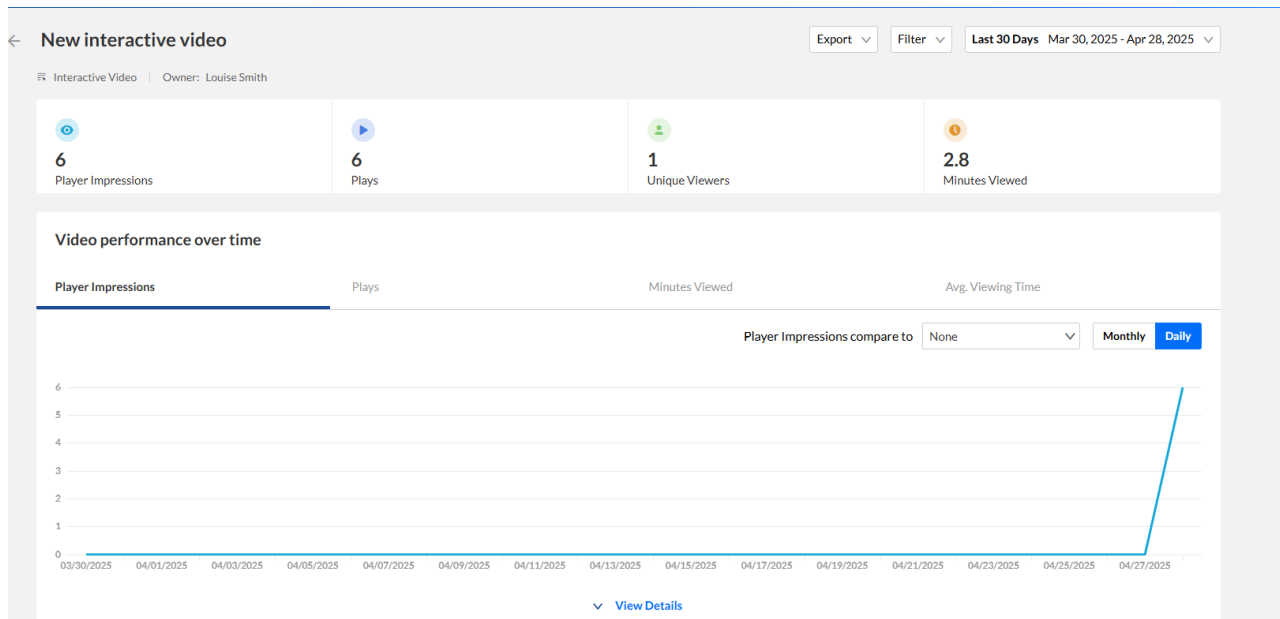 New interactive video
Export
Filter
Last 30 Days Mar 30, 2025 - Apr 28, 2025
Interactive Video
Owner: Louise Smith
6
Player Impressions
6
Plays
1
Unique Viewers
2.8
Minutes Viewed
Video performance over time
Player Impressions
Plays
Minutes Viewed
Avg. Viewing Time
Player Impressions compare to
None
Monthly
Daily
6
5
4
3
2
1
0
03/30/2025 04/01/2025 04/03/2025 04/05/2025 04/07/2025 04/09/2025 04/11/2025 04/13/2025 04/15/2025 04/17/2025 04/19/2025 04/21/2025 04/23/2025 04/25/2025 04/27/2025
View Details